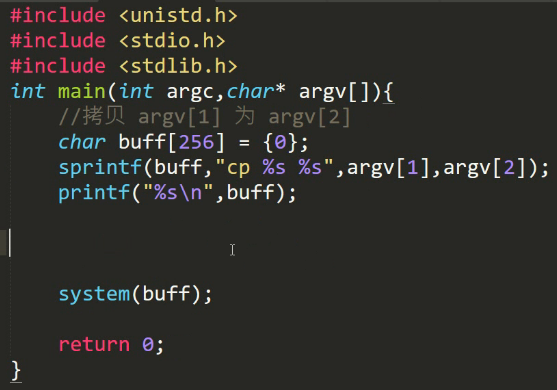 #include <unistd.h>
#include <stdio.h>
#include <stdlib.h>
int main(int argc,char* argv[]){
//拷贝 argv[1] 为 argv[2]
char buff[256] = {0};
sprintf(buff,"cp %s %s",argv[1],argv[2]);
printf("%s\n",buff);
system(buff);
return 0;
}